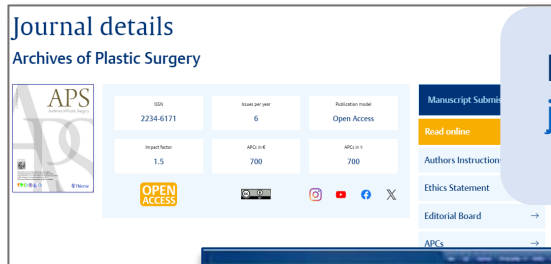 Journal details
Archives of Plastic Surgery
APS
Thieme
ISSN
2234-6171
Issues per year
6
Publication model
Open Access
Impact factor
1.5
APCs in €
700
APCs in $
700
OPEN
ACCESS
Manuscript Submis
Read online
Authors Instruction
Ethics Statement
Editorial Board →
APCs →